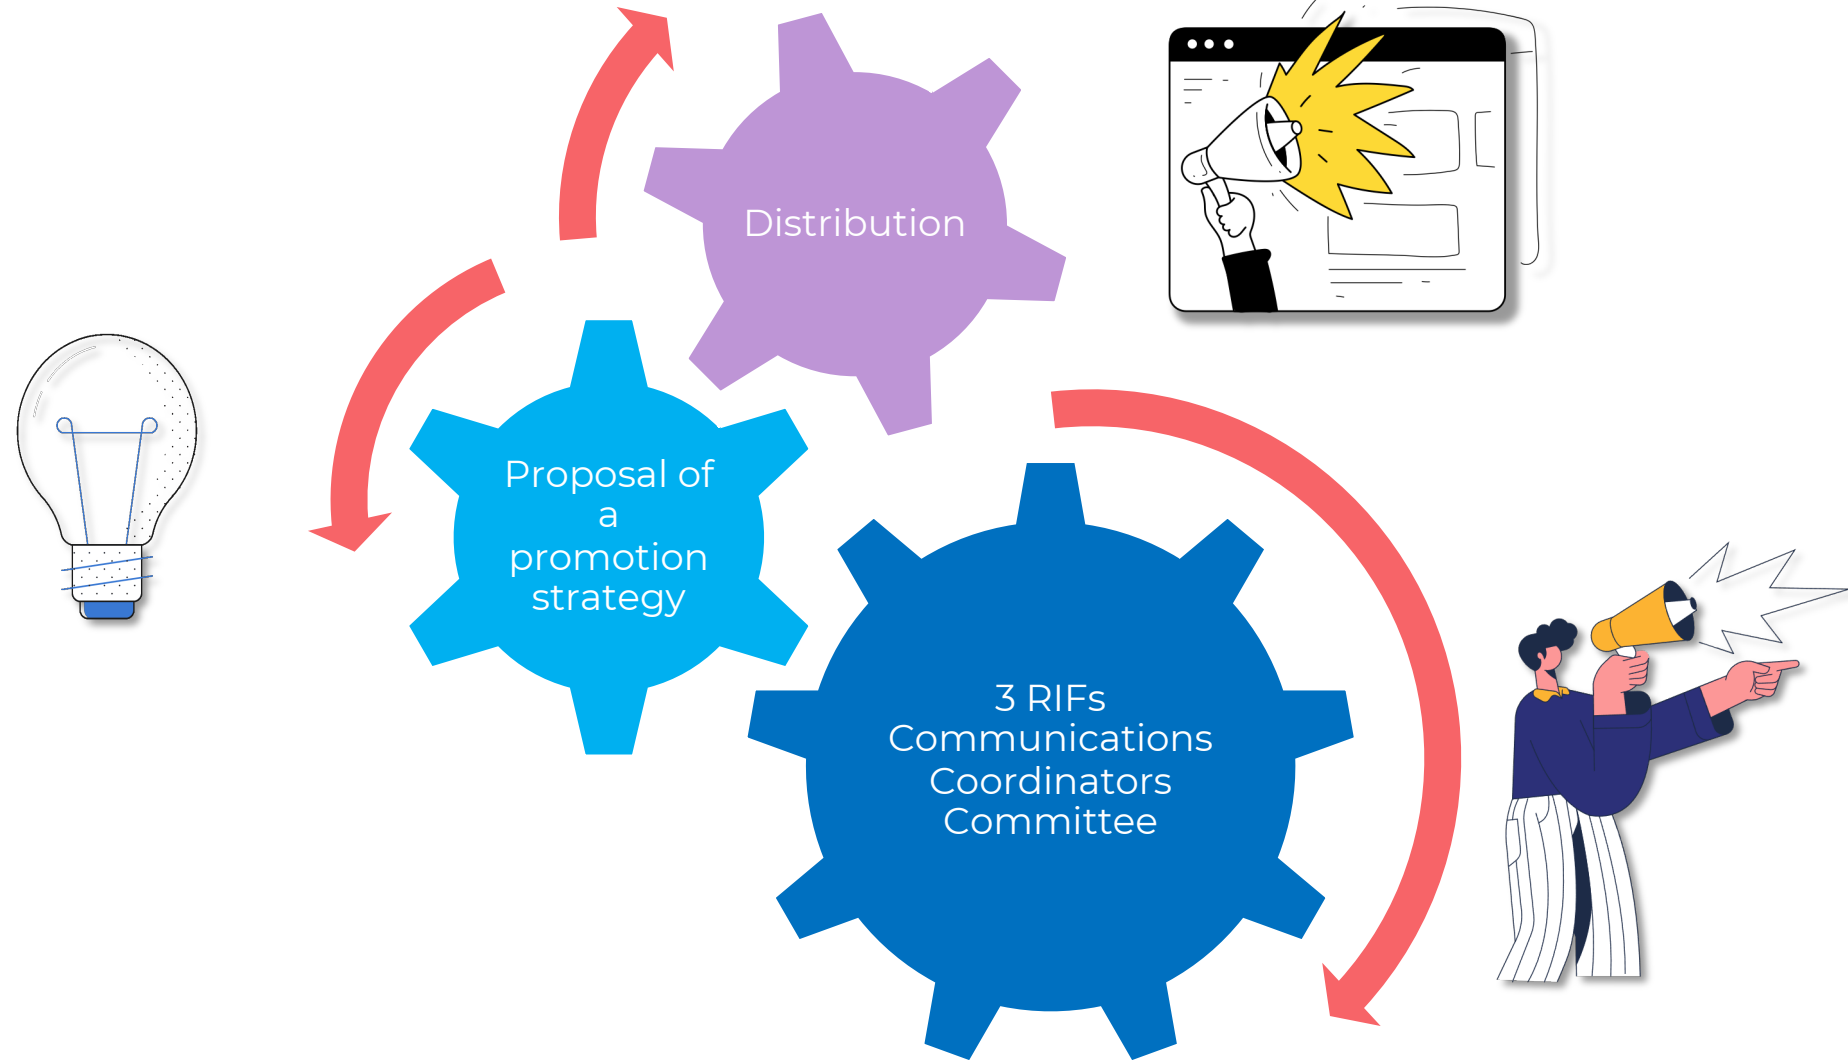 Distribution
Proposal of
a
promotion
strategy
3 RIFs
Communications
Coordinators
Committee